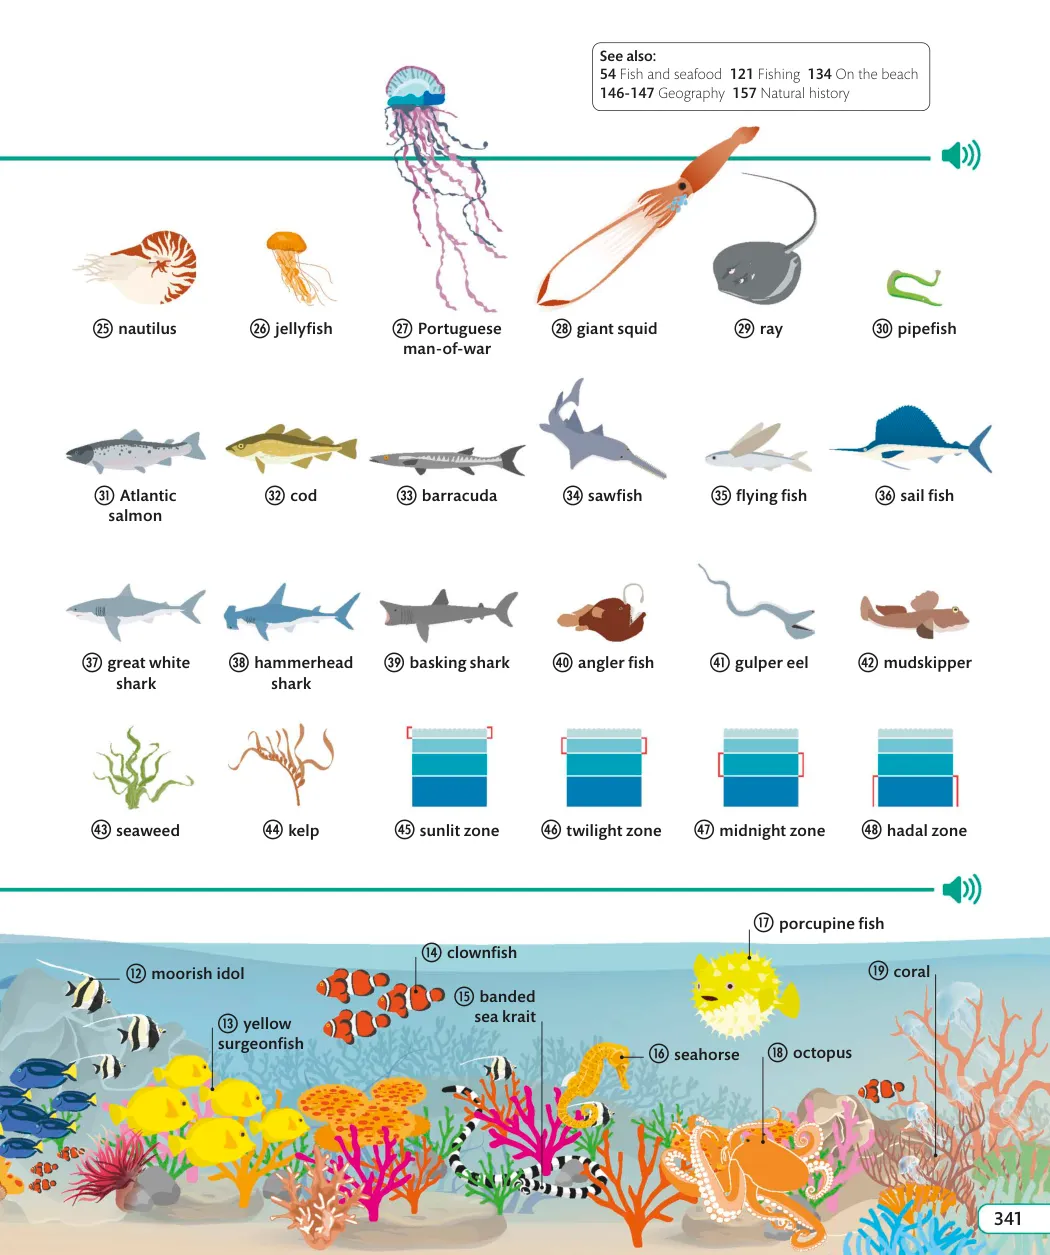 See also:
54 Fish and seafood 121 Fishing 134 On the beach
146-147 Geography 157 Natural history
25 nautilus
26 jellyfish
27 Portuguese
man-of-war
28 giant squid
29 ray
30 pipefish
31 Atlantic
salmon
32 cod
33 barracuda
34 sawfish
35 flying fish
36 sail fish
37 great white
shark
38 hammerhead
shark
39 basking shark
40 angler fish
41 gulper eel
42 mudskipper
43 seaweed
44 kelp
45 sunlit zone
46 twilight zone
47 midnight zone
48 hadal zone
12 moorish idol
13 yellow
surgeonfish
14 clownfish
15 banded
sea krait
16 seahorse
17 porcupine fish
18 octopus
19 coral
341